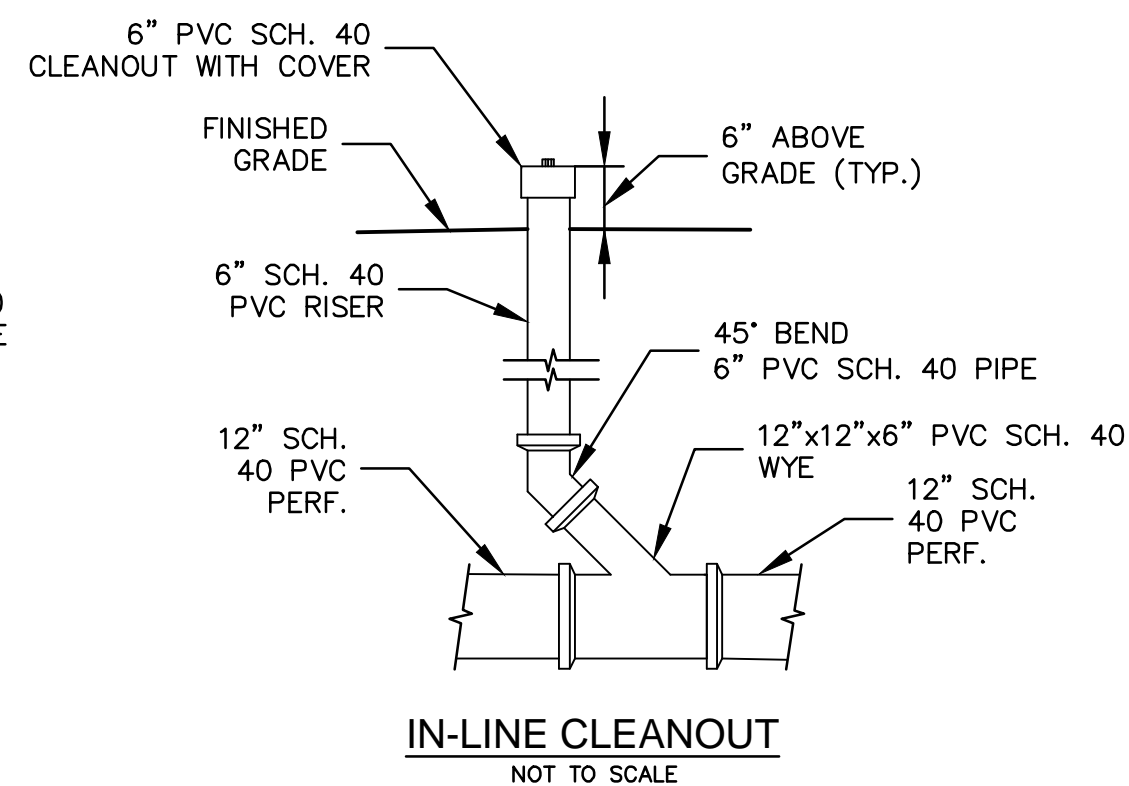 6” PVC SCH. 40
CLEANOUT WITH COVER
FINISHED
GRADE
6” ABOVE
GRADE (TYP.)
6” SCH. 40
PVC RISER
45° BEND
6” PVC SCH. 40 PIPE
12” SCH.
40 PVC
PERF.
12”x12”x6” PVC SCH. 40
WYE
12” SCH.
40 PVC
PERF.
IN-LINE CLEANOUT
NOT TO SCALE